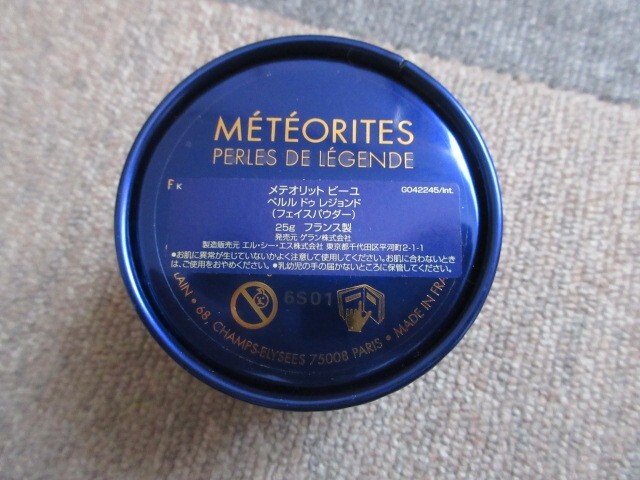 MÉTÉORITES
PERLES DE LÉGENDE
FK
G042245/Int.
メテオリット ビーユ
ペルル ドゥ レジョンド
(フェイスパウダー)
25g フランス製
発売元 ゲラン株式会社
製造販売元 エル・シー・エス株式会社 東京都千代田区平河町2-1-1
●お肌に異常が生じていないかよく注意して使用してください。お肌に合わないとき
は、ご使用をおやめください。●乳幼児の手の届かないところに保管してください。
6S01
LAIN • 68, CHAMPS-ELYSEES 75008 PARIS • MADE IN FRA